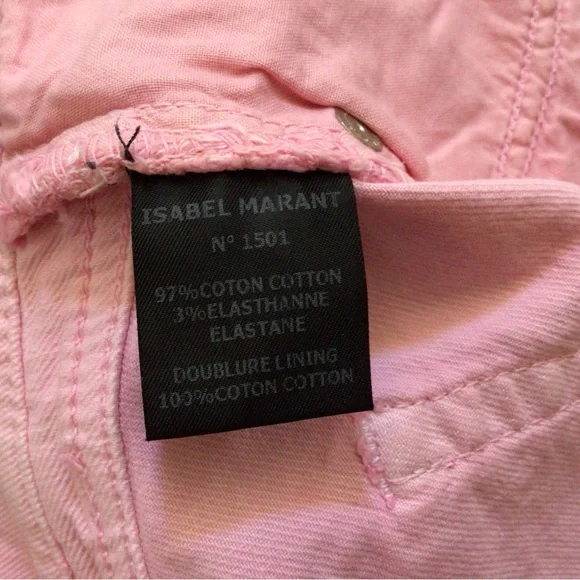 ISABEL MARANT
N° 1501
97%COTON COTTON
3%ELASTHANNE
ELASTANE
DOUBLURE LINING
100%COTON COTTON